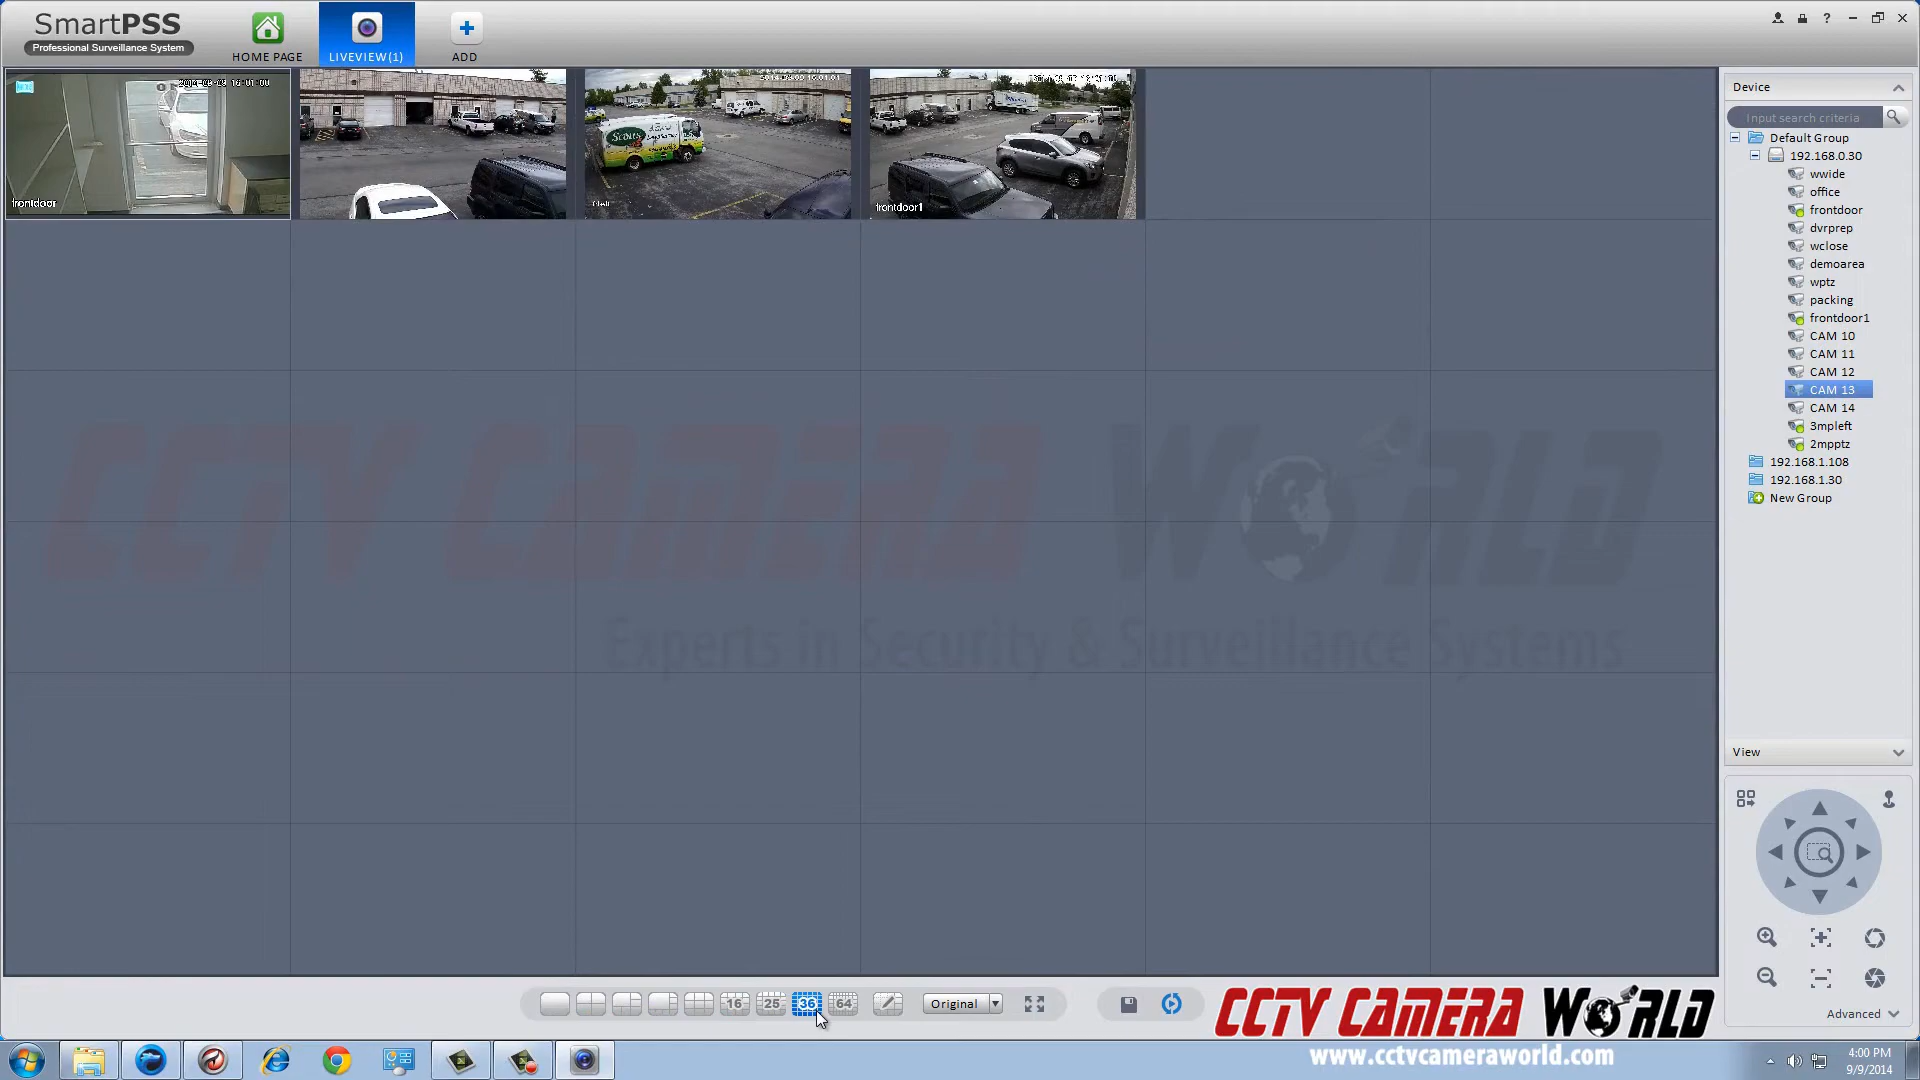 SmartPSS
Professional Surveillance System
HOME PAGE
LIVEVIEW(1)
ADD
?
frontdoor
frontdoor1
Device
Input search criteria
Default Group
192.168.0.30
wwide
office
frontdoor
dvrprep
wclose
demoarea
wptz
packing
frontdoor1
CAM 10
CAM 11
CAM 12
CAM 13
CAM 14
3mpleft
2mpptz
192.168.1.108
192.168.1.30
New Group
CCTV CAMERA WORLD
Experts in Security & Surveillance Systems
View
16
25
36
64
Original
Advanced
CCTV CAMERA WORLD
www.cctvcameraworld.com
4:00 PM
9/9/2014